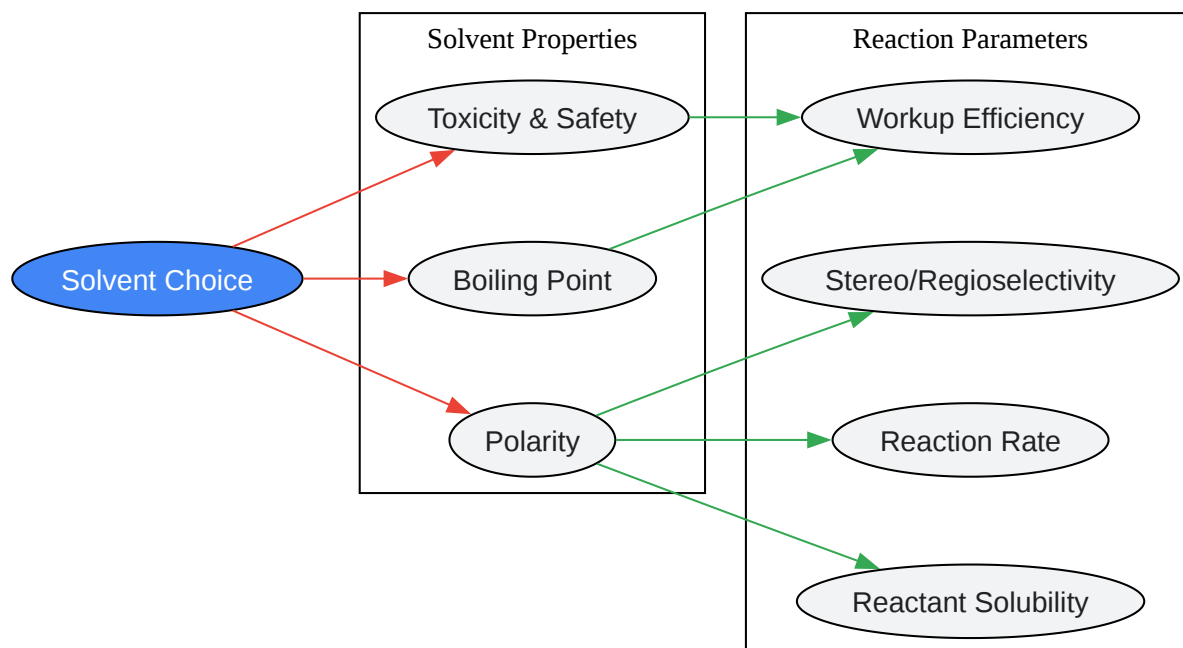 Solvent Properties
Reaction Parameters
Toxicity & Safety
Workup Efficiency
Solvent Choice
Boiling Point
Stereo/Regioselectivity
Polarity
Reaction Rate
Reactant Solubility